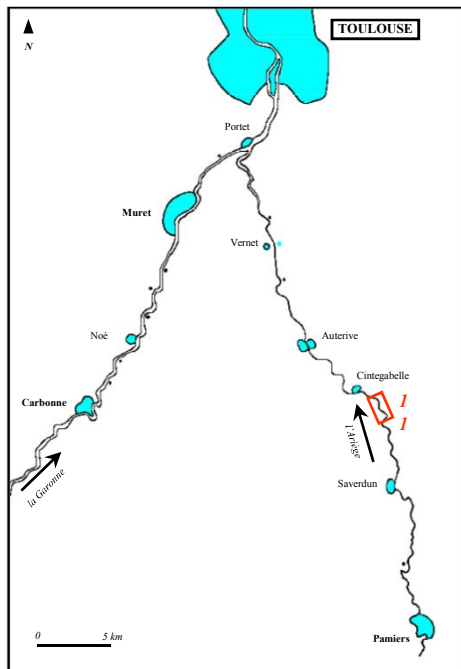 TOULOUSE
N
Portet
Muret
Vernet
Noé
Auterive
Cintegabelle
Carbonne
1
1
l'Ariège
la Garonne
Saverdun
0 5 km
Pamiers